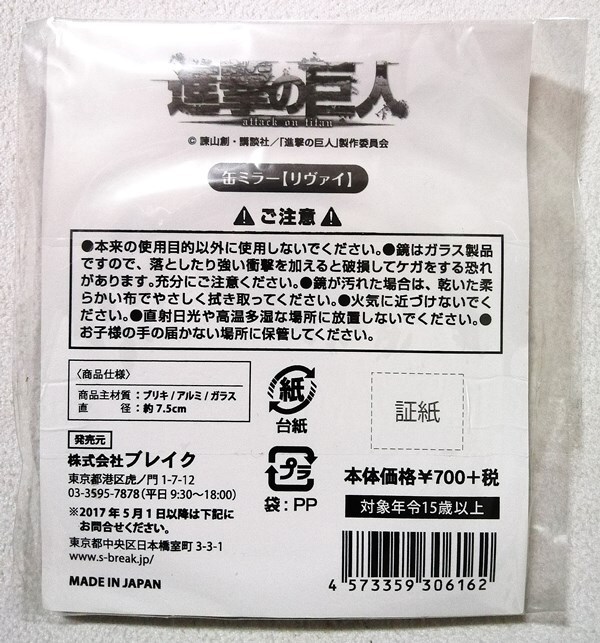 進撃の巨人
attack on titan
© 諫山創・講談社／「進撃の巨人」製作委員会
缶ミラー【リヴァイ】
⚠ご注意⚠
●本来の使用目的以外に使用しないでください。●鏡はガラス製品
ですので、落としたり強い衝撃を加えると破損してケガをする恐れ
があります。充分にご注意ください。●鏡が汚れた場合は、乾いた柔
らかい布でやさしく拭き取ってください。●火気に近づけないでく
ださい。●直射日光や高温多湿な場所に放置しないでください。●
お子様の手の届かない場所に保管してください。
〈商品仕様〉
商品主材質：ブリキ/アルミ/ガラス
直　　径：約7.5cm
紙
台紙
証紙
発売元
株式会社ブレイク
東京都港区虎ノ門 1-7-12
03-3595-7878（平日 9:30〜18:00）
※2017 年 5 月 1 日以降は下記に
お問合せください。
東京都中央区日本橋室町 3-3-1
www.s-break.jp/
MADE IN JAPAN
プラ
袋：PP
本体価格¥700+税
対象年令15歳以上
4 573359 306162